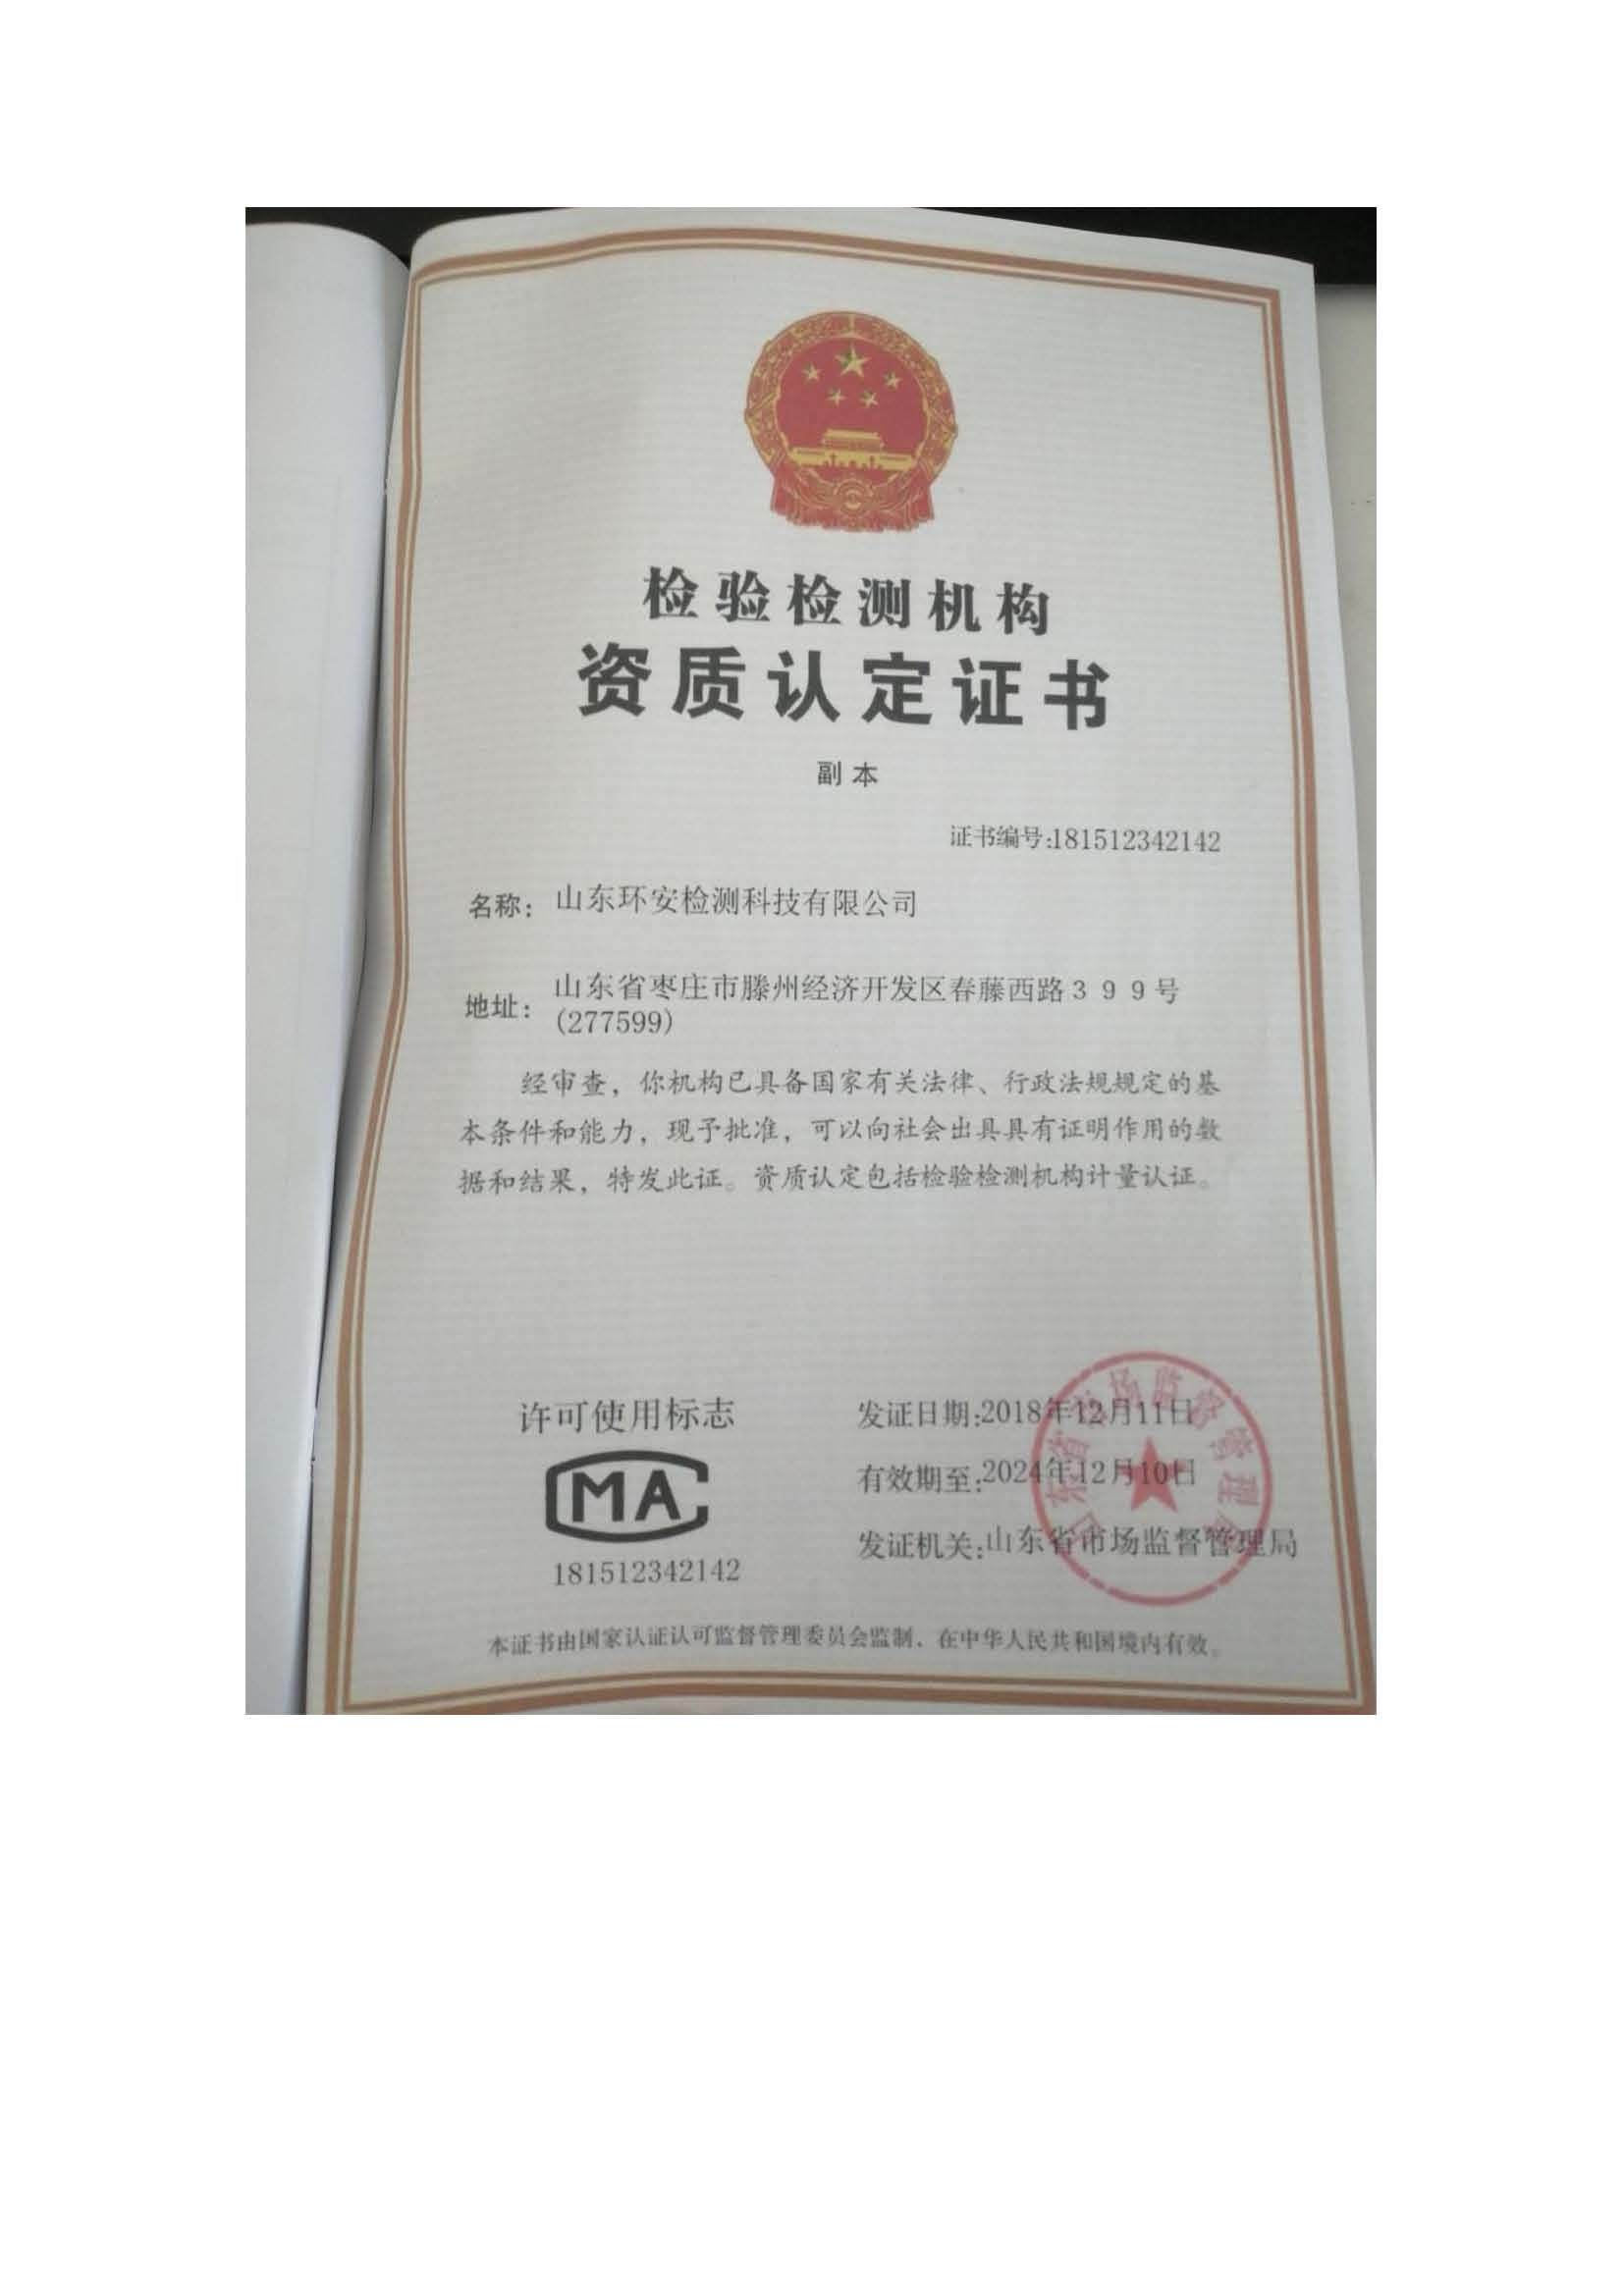 检验检测机构
资质认定证书
副本
证书编号:181512342142
名称: 山东环安检测科技有限公司
地址: 山东省枣庄市滕州经济开发区春藤西路３９９号
(277599)
经审查，你机构已具备国家有关法律、行政法规规定的基
本条件和能力，现予批准，可以向社会出具具有证明作用的数
据和结果，特发此证。资质认定包括检验检测机构计量认证。
许可使用标志
MA
181512342142
发证日期:2018年12月11日
有效期至:2024年12月10日
发证机关:山东省市场监督管理局
本证书由国家认证认可监督管理委员会监制，在中华人民共和国境内有效。